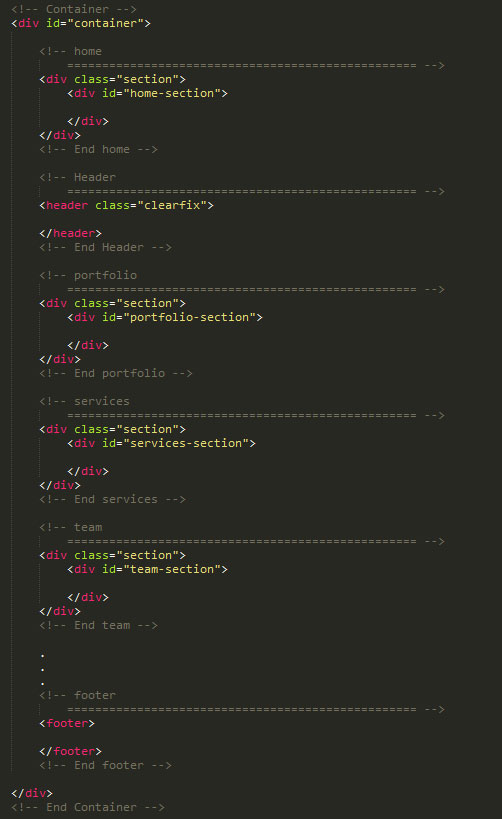 <!-- Container -->
<div id="container">
<!-- home
================================================== -->
<div class="section">
<div id="home-section">
</div>
</div>
<!-- End home -->
<!-- Header
================================================== -->
<header class="clearfix">
</header>
<!-- End Header -->
<!-- portfolio
================================================== -->
<div class="section">
<div id="portfolio-section">
</div>
</div>
<!-- End portfolio -->
<!-- services
================================================== -->
<div class="section">
<div id="services-section">
</div>
</div>
<!-- End services -->
<!-- team
================================================== -->
<div class="section">
<div id="team-section">
</div>
</div>
<!-- End team -->
.
.
.
<!-- footer
================================================== -->
<footer>
</footer>
<!-- End footer -->
</div>
<!-- End Container -->